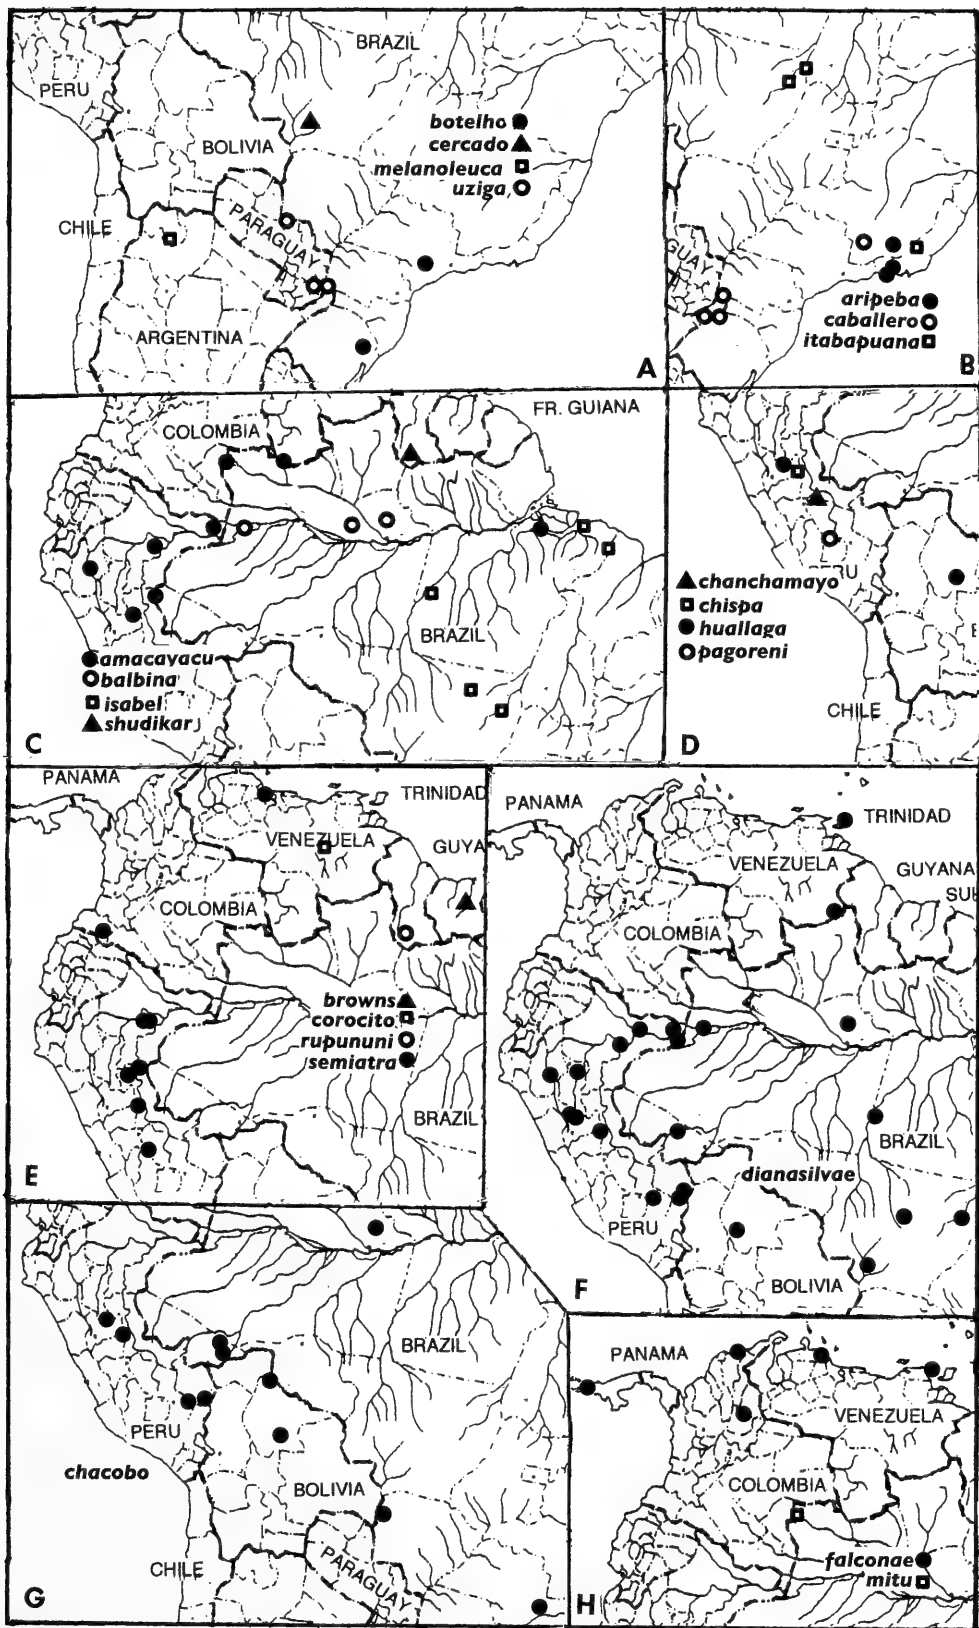 BRAZIL
PERU
BOLIVIA
botelho
cercado
melanoleuca
uziga
CHILE
PARAGUAY
ARGENTINA
A
GUAY
aripeba
caballero
itabapuana
B
FR. GUIANA
COLOMBIA
BRAZIL
amacayacu
balbina
isabel
shudikar
C
chanchamayo
chispa
huallaga
pagoreni
CHILE
D
PANAMA
TRINIDAD
VENEZUELA
GUYA
COLOMBIA
browns
corocito
rupununi
semiatra
BRAZIL
E
PANAMA
TRINIDAD
VENEZUELA
GUYANA
COLOMBIA
BRAZIL
dianasilvae
PERU
BOLIVIA
F
BRAZIL
PERU
chacobo
BOLIVIA
CHILE
PARAGUAY
G
PANAMA
VENEZUELA
COLOMBIA
falconae
mitu
H